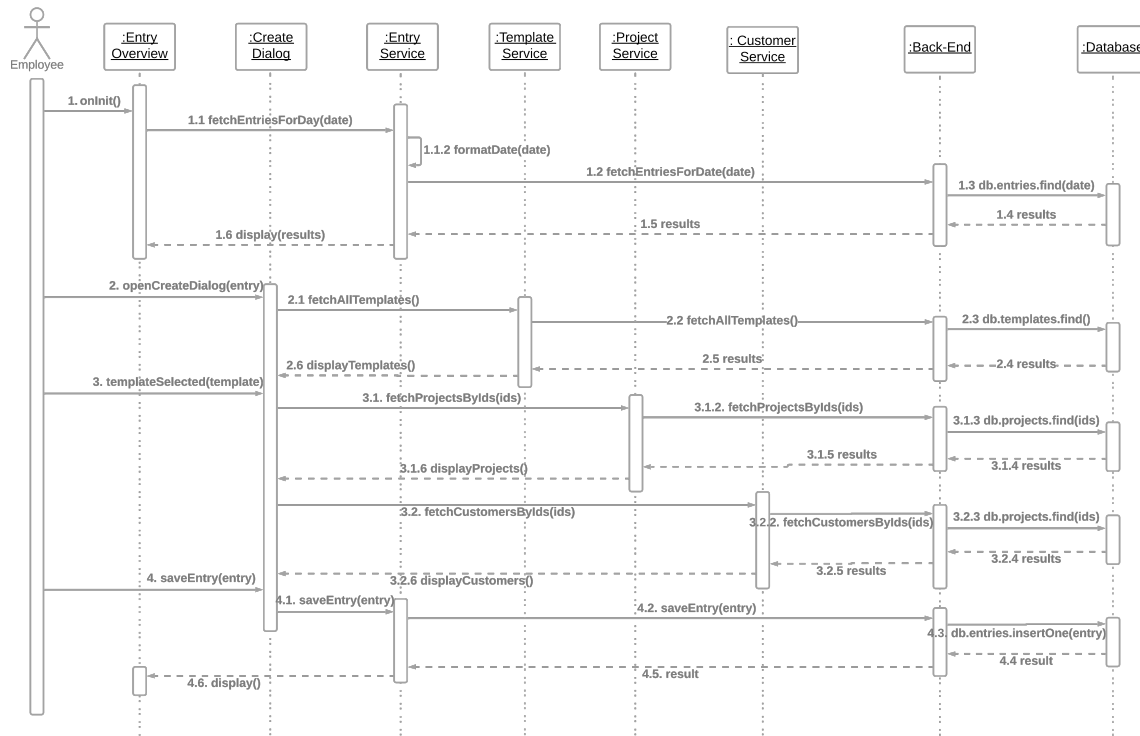 :Entry
Overview
:Create
Dialog
:Entry
Service
:Template
Service
:Project
Service
: Customer
Service
:Back-End
:Database
Employee
1. onInit()
1.1 fetchEntriesForDay(date)
1.1.2 formatDate(date)
1.2 fetchEntriesForDate(date)
1.3 db.entries.find(date)
1.4 results
1.5 results
1.6 display(results)
2. openCreateDialog(entry)
2.1 fetchAllTemplates()
2.2 fetchAllTemplates()
2.3 db.templates.find()
2.4 results
2.5 results
2.6 displayTemplates()
3. templateSelected(template)
3.1. fetchProjectsByIds(ids)
3.1.2. fetchProjectsByIds(ids)
3.1.3 db.projects.find(ids)
3.1.4 results
3.1.5 results
3.1.6 displayProjects()
3.2. fetchCustomersByIds(ids)
3.2.2. fetchCustomersByIds(ids)
3.2.3 db.projects.find(ids)
3.2.4 results
3.2.5 results
3.2.6 displayCustomers()
4. saveEntry(entry)
4.1. saveEntry(entry)
4.2. saveEntry(entry)
4.3. db.entries.insertOne(entry)
4.4 result
4.5. result
4.6. display()